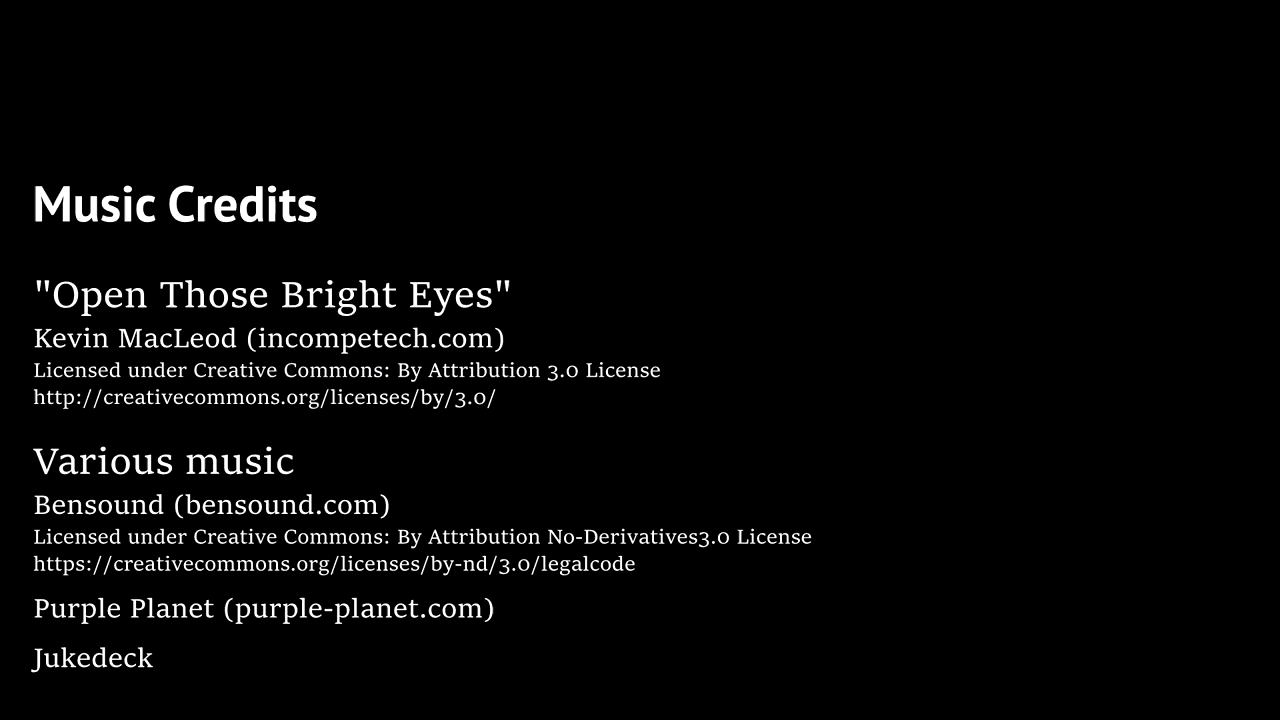 Music Credits
"Open Those Bright Eyes"
Kevin MacLeod (incompetech.com)
Licensed under Creative Commons: By Attribution 3.0 License
http://creativecommons.org/licenses/by/3.0/
Various music
Bensound (bensound.com)
Licensed under Creative Commons: By Attribution No-Derivatives3.0 License
https://creativecommons.org/licenses/by-nd/3.0/legalcode
Purple Planet (purple-planet.com)
Jukedeck